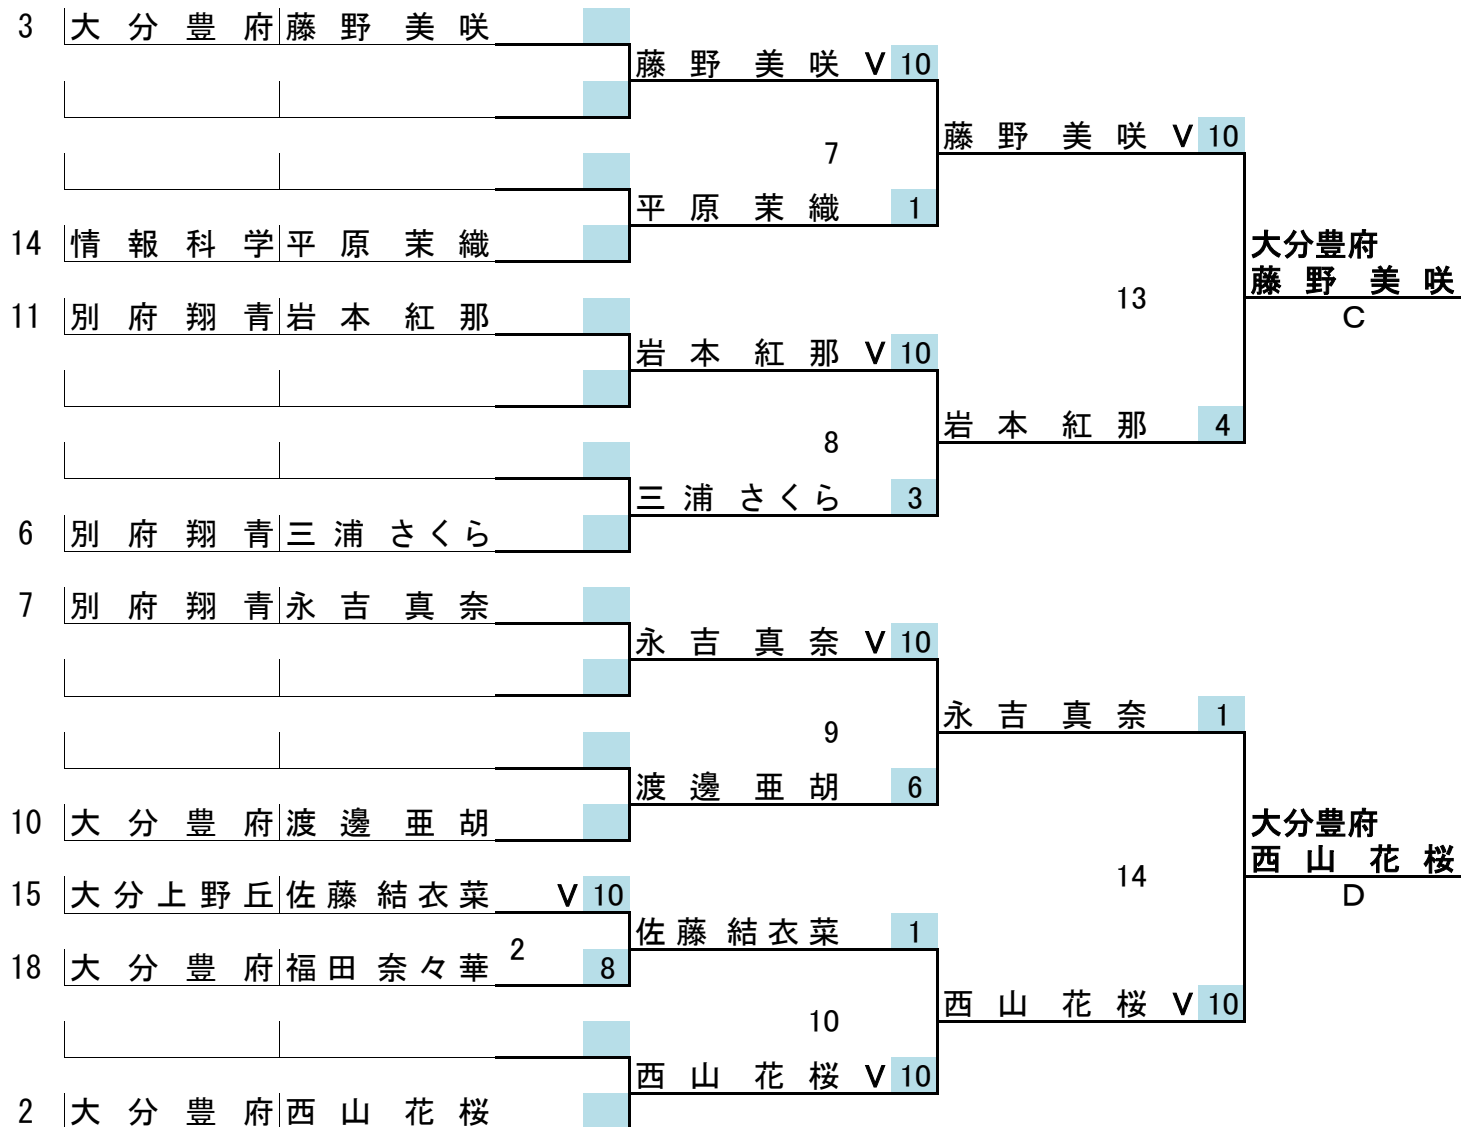 3 大分豊府 藤野 美咲
藤野 美咲 V 10
藤野 美咲 V 10
7
平原 茉織 1
14 情報科学 平原 茉織
大分豊府
藤野 美咲
C
13
11 別府翔青 岩本 紅那
岩本 紅那 V 10
岩本 紅那 4
8
三浦 さくら 3
6 別府翔青 三浦 さくら
7 別府翔青 永吉 真奈
永吉 真奈 V 10
永吉 真奈 1
9
渡邊 亜胡 6
10 大分豊府 渡邊 亜胡
大分豊府
西山 花桜
D
14
15 大分上野丘 佐藤 結衣菜 V 10
佐藤 結衣菜 1
2
18 大分豊府 福田 奈々華 8
西山 花桜 V 10
10
西山 花桜 V 10
2 大分豊府 西山 花桜